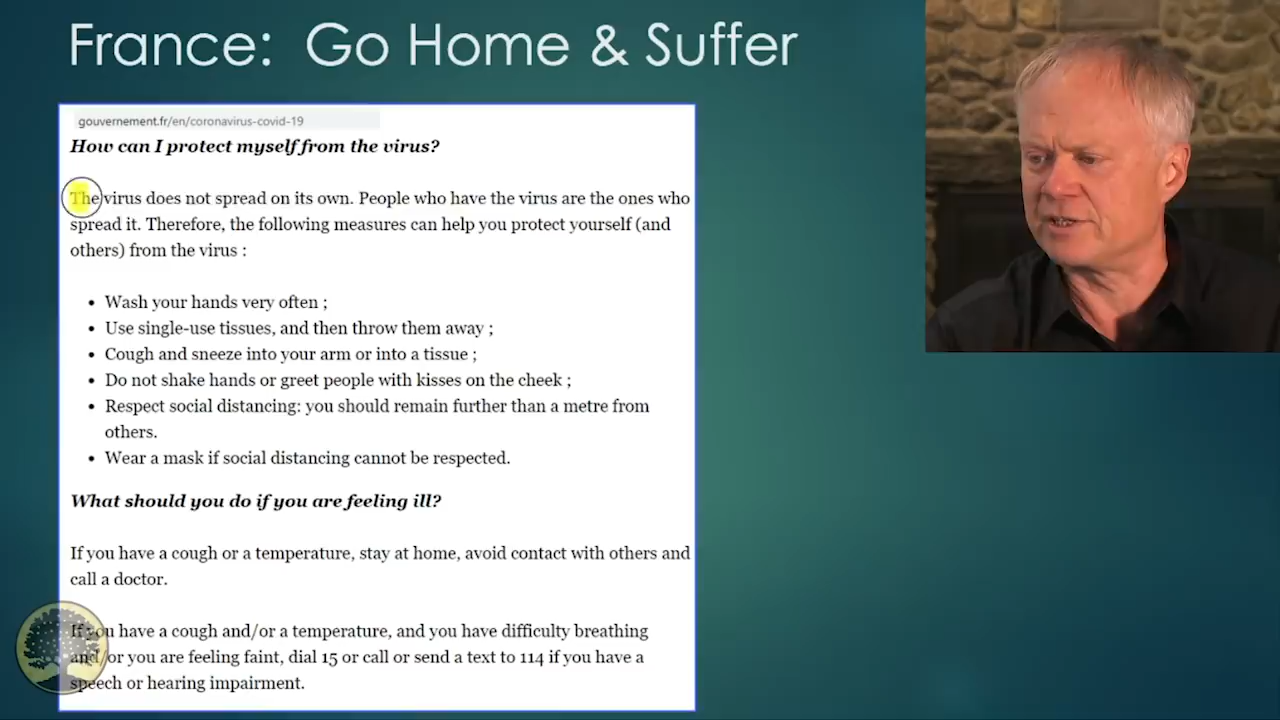 France: Go Home & Suffer
gouvernement.fr/en/coronavirus-covid-19
How can I protect myself from the virus?
The virus does not spread on its own. People who have the virus are the ones who
spread it. Therefore, the following measures can help you protect yourself (and
others) from the virus :
• Wash your hands very often ;
• Use single-use tissues, and then throw them away ;
• Cough and sneeze into your arm or into a tissue ;
• Do not shake hands or greet people with kisses on the cheek ;
• Respect social distancing: you should remain further than a metre from
others.
• Wear a mask if social distancing cannot be respected.
What should you do if you are feeling ill?
If you have a cough or a temperature, stay at home, avoid contact with others and
call a doctor.
If you have a cough and/or a temperature, and you have difficulty breathing
and/or you are feeling faint, dial 15 or call or send a text to 114 if you have a
speech or hearing impairment.